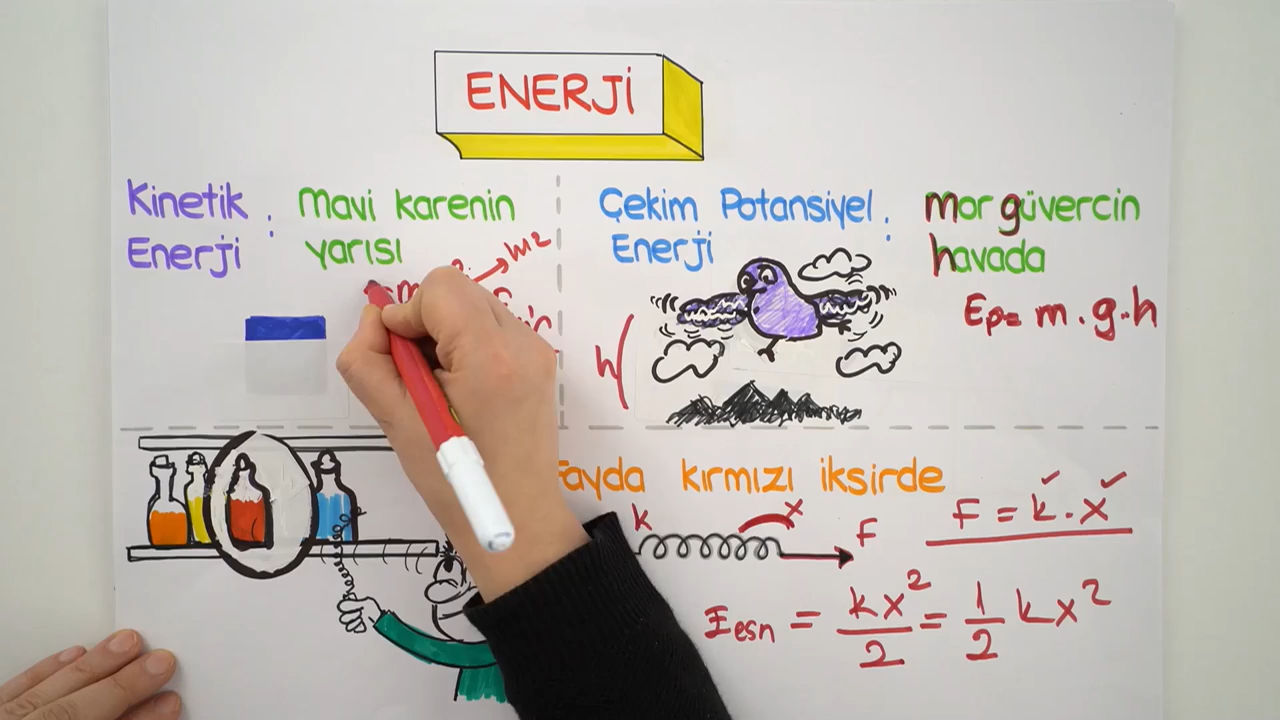 ENERJİ
Kinetik : Mavi karenin
Enerji yarısı
m²
Çekim Potansiyel :
Enerji
Mor güvercin
havada
Ep= m.g.h
h
Fayda kırmızı iksirde
k x F
F = k.x
Eesn = kx²/2 = 1/2 kx²